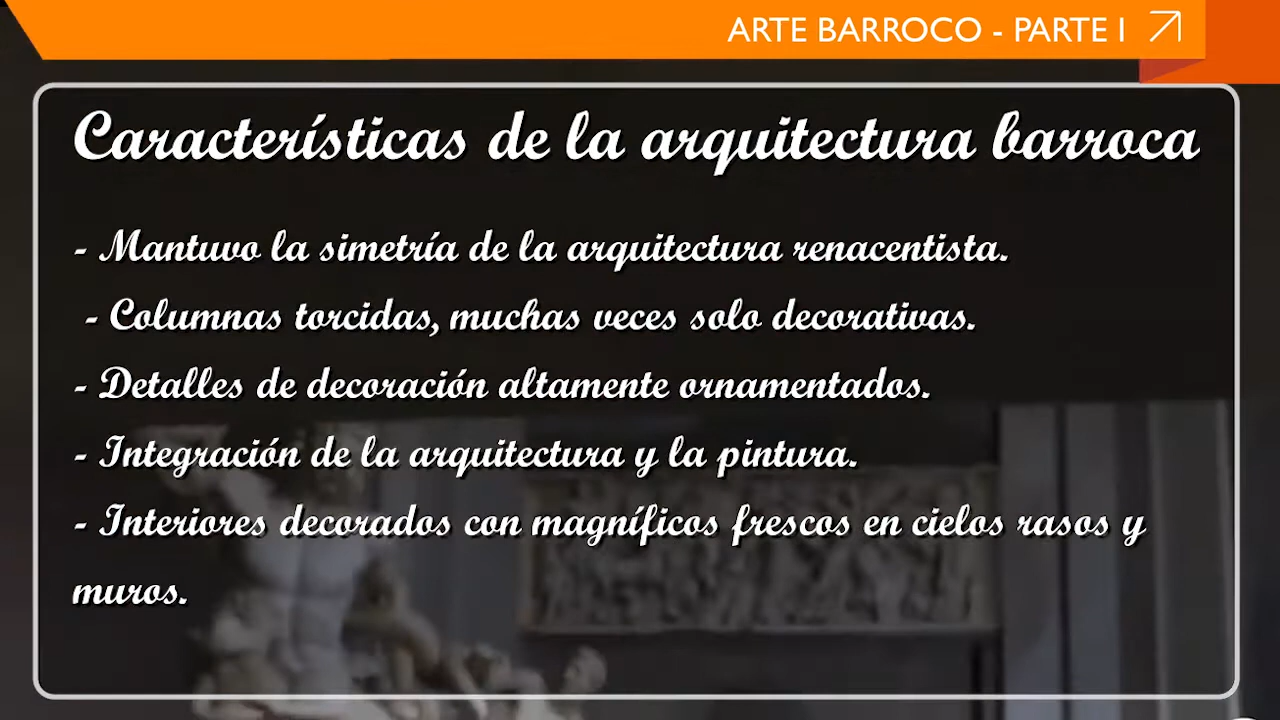 ARTE BARROCO - PARTE I
Características de la arquitectura barroca
- Mantuvo la simetría de la arquitectura renacentista.
- Columnas torcidas, muchas veces solo decorativas.
- Detalles de decoración altamente ornamentados.
- Integración de la arquitectura y la pintura.
- Interiores decorados con magníficos frescos en cielos rasos y
muros.